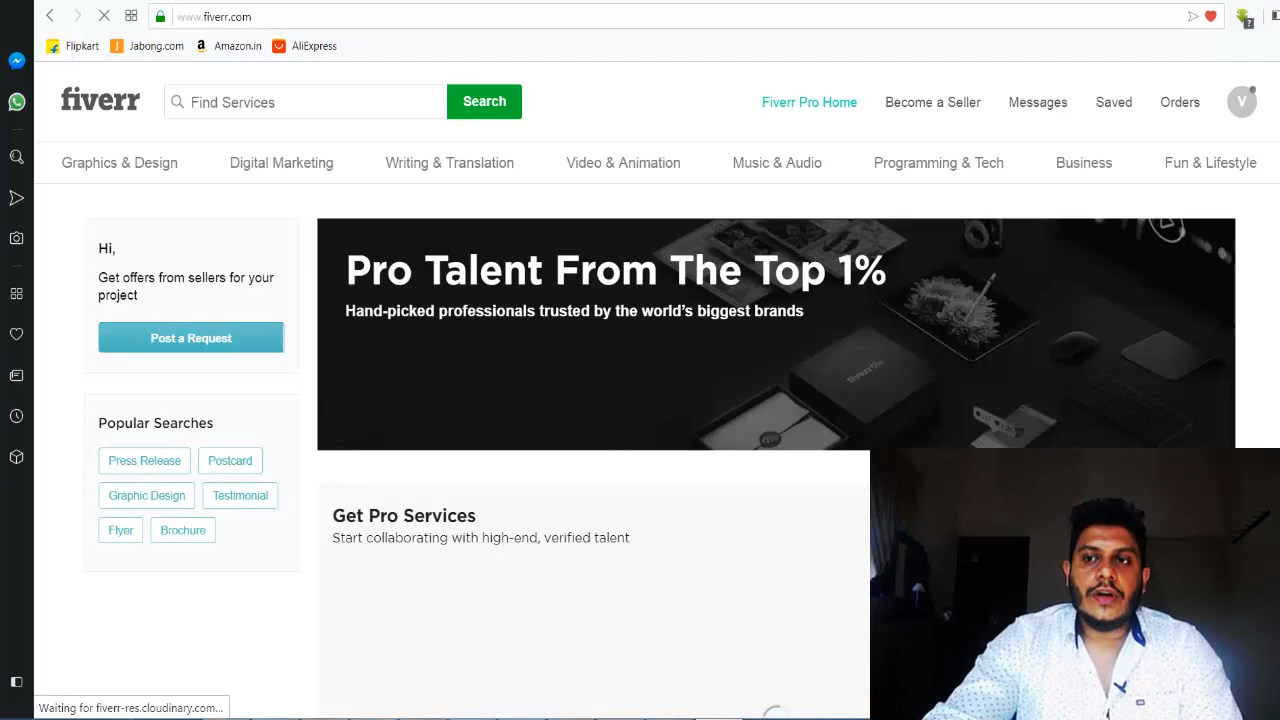 www.fiverr.com
Flipkart Jabong.com Amazon.in AliExpress
fiverr Find Services Search Fiverr Pro Home Become a Seller Messages Saved Orders V
Graphics & Design Digital Marketing Writing & Translation Video & Animation Music & Audio Programming & Tech Business Fun & Lifestyle
Hi,
Get offers from sellers for your
project
Post a Request
Popular Searches
Press Release Postcard
Graphic Design Testimonial
Flyer Brochure
Pro Talent From The Top 1%
Hand-picked professionals trusted by the world's biggest brands
Get Pro Services
Start collaborating with high-end, verified talent
Waiting for fiverr-res.cloudinary.com...